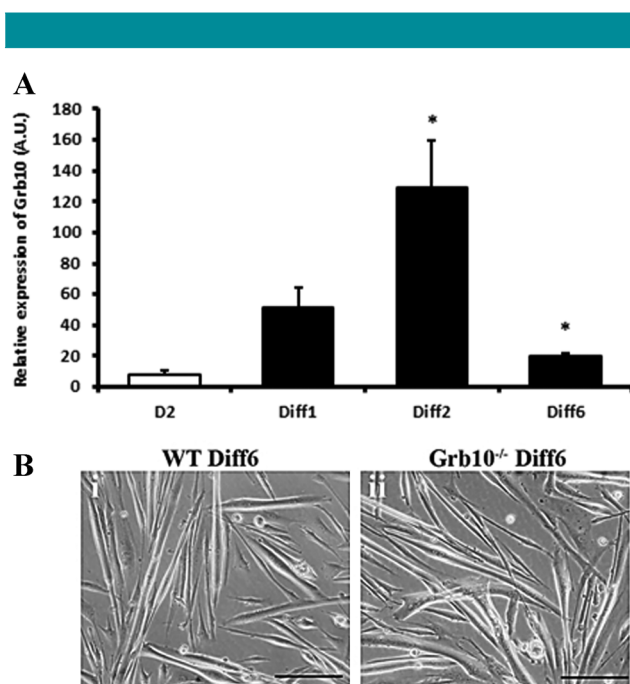 A
Relative expression of Grb10 (A.U.)
180
160
140
120
100
80
60
40
20
0
*
*
D2
Diff1
Diff2
Diff6
B
WT Diff6
Grb10-/- Diff6
i
ii